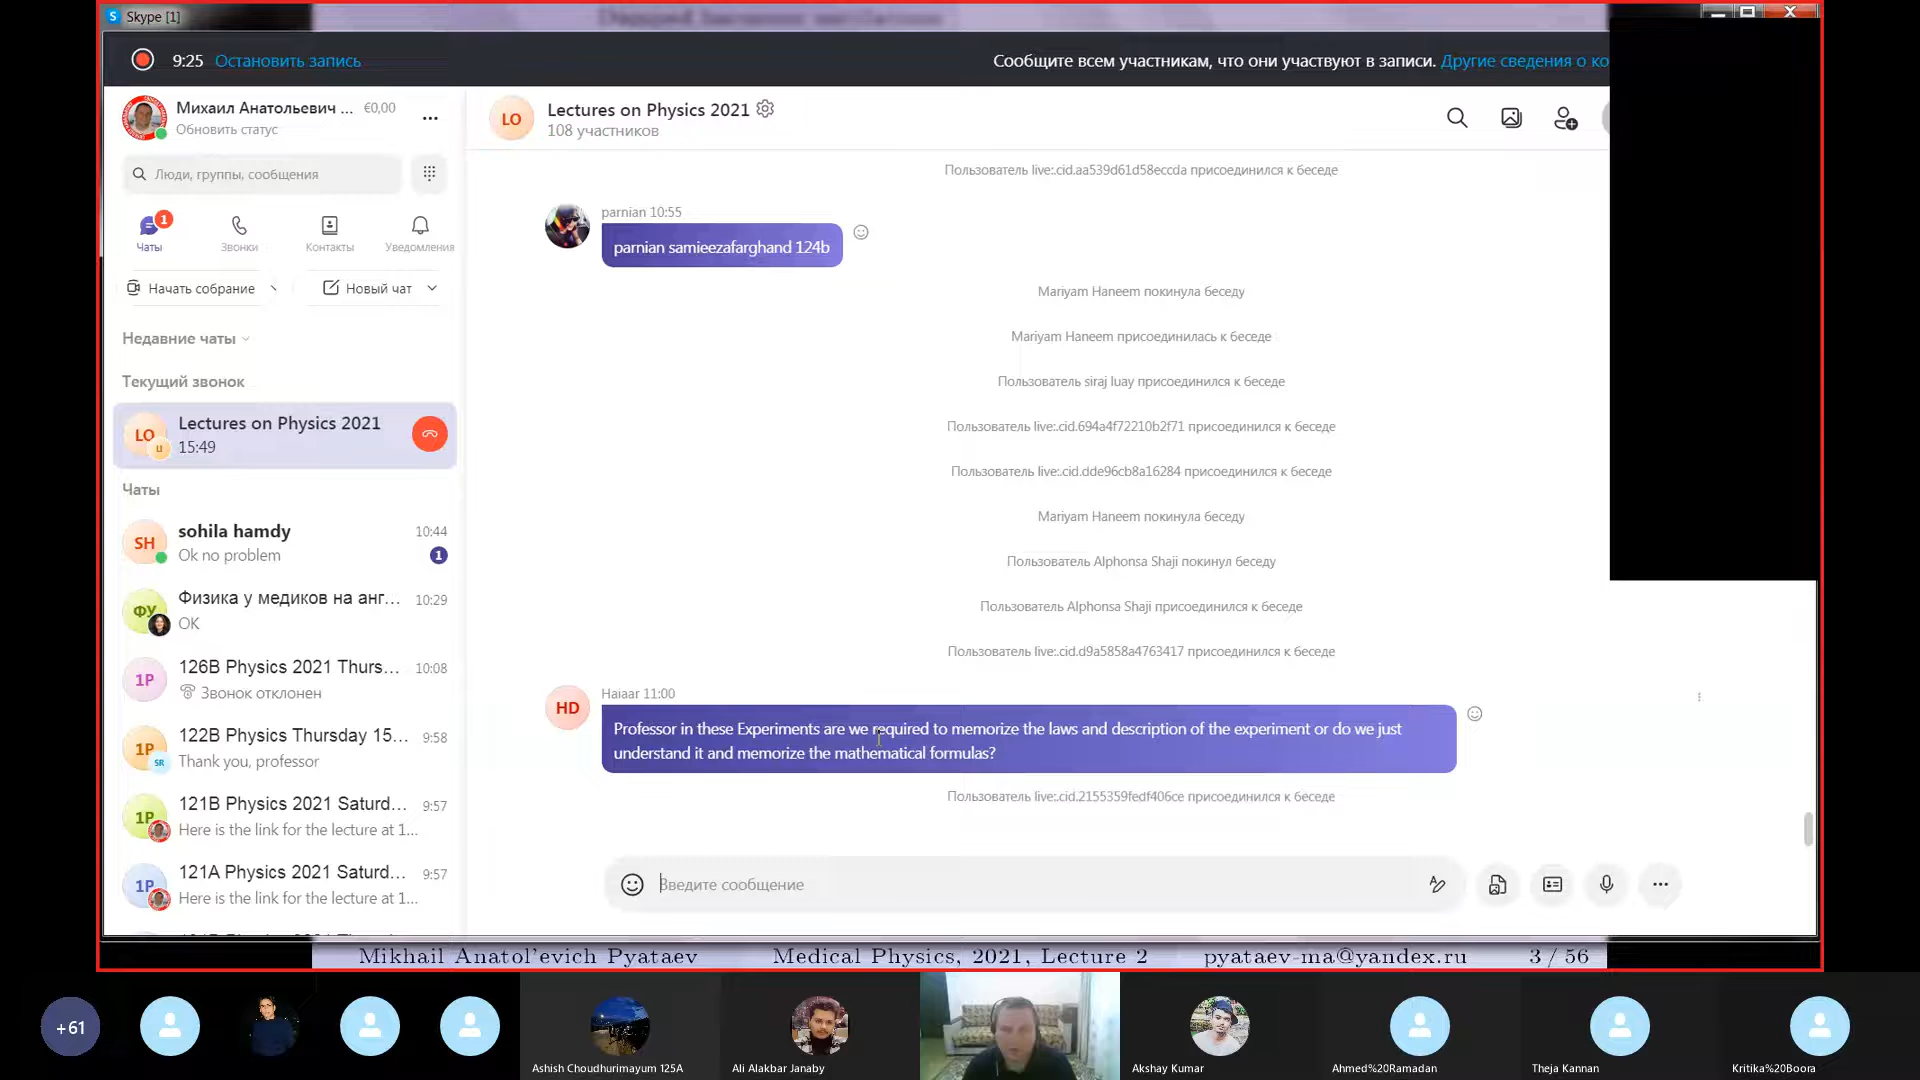 Skype [1]
9:25 Остановить запись
Сообщите всем участникам, что они участвуют в записи. Другие сведения о ко
Михаил Анатольевич ... €0,00
Обновить статус
Люди, группы, сообщения
1
Чаты Звонки Контакты Уведомления
Начать собрание Новый чат
Недавние чаты
Текущий звонок
LO
Lectures on Physics 2021
15:49
Чаты
SH
sohila hamdy 10:44
Ok no problem 1
ФУ
Физика у медиков на анг... 10:29
OK
1P
126B Physics 2021 Thurs... 10:08
Звонок отклонен
1P
SR
122B Physics Thursday 15... 9:58
Thank you, professor
1P
121B Physics 2021 Saturd... 9:57
Here is the link for the lecture at 1...
1P
121A Physics 2021 Saturd... 9:57
Here is the link for the lecture at 1...
LO
Lectures on Physics 2021
108 участников
Пользователь live:.cid.aa539d61d58eccda присоединился к беседе
parnian 10:55
parnian samieezafarghand 124b
Mariyam Haneem покинула беседу
Mariyam Haneem присоединилась к беседе
Пользователь siraj luay присоединился к беседе
Пользователь live:.cid.694a4f72210b2f71 присоединился к беседе
Пользователь live:.cid.dde96cb8a16284 присоединился к беседе
Mariyam Haneem покинула беседу
Пользователь Alphonsa Shaji покинул беседу
Пользователь Alphonsa Shaji присоединился к беседе
Пользователь live:.cid.d9a5858a4763417 присоединился к беседе
HD
Haiaar 11:00
Professor in these Experiments are we required to memorize the laws and description of the experiment or do we just
understand it and memorize the mathematical formulas?
Пользователь live:.cid.2155359fedf406ce присоединился к беседе
Введите сообщение
Mikhail Anatol'evich Pyataev Medical Physics, 2021, Lecture 2 pyataev-ma@yandex.ru 3 / 56
+61
Ashish Choudhurimayum 125A
Ali Alakbar Janaby
Akshay Kumar
Ahmed%20Ramadan
Theja Kannan
Kritika%20Boora